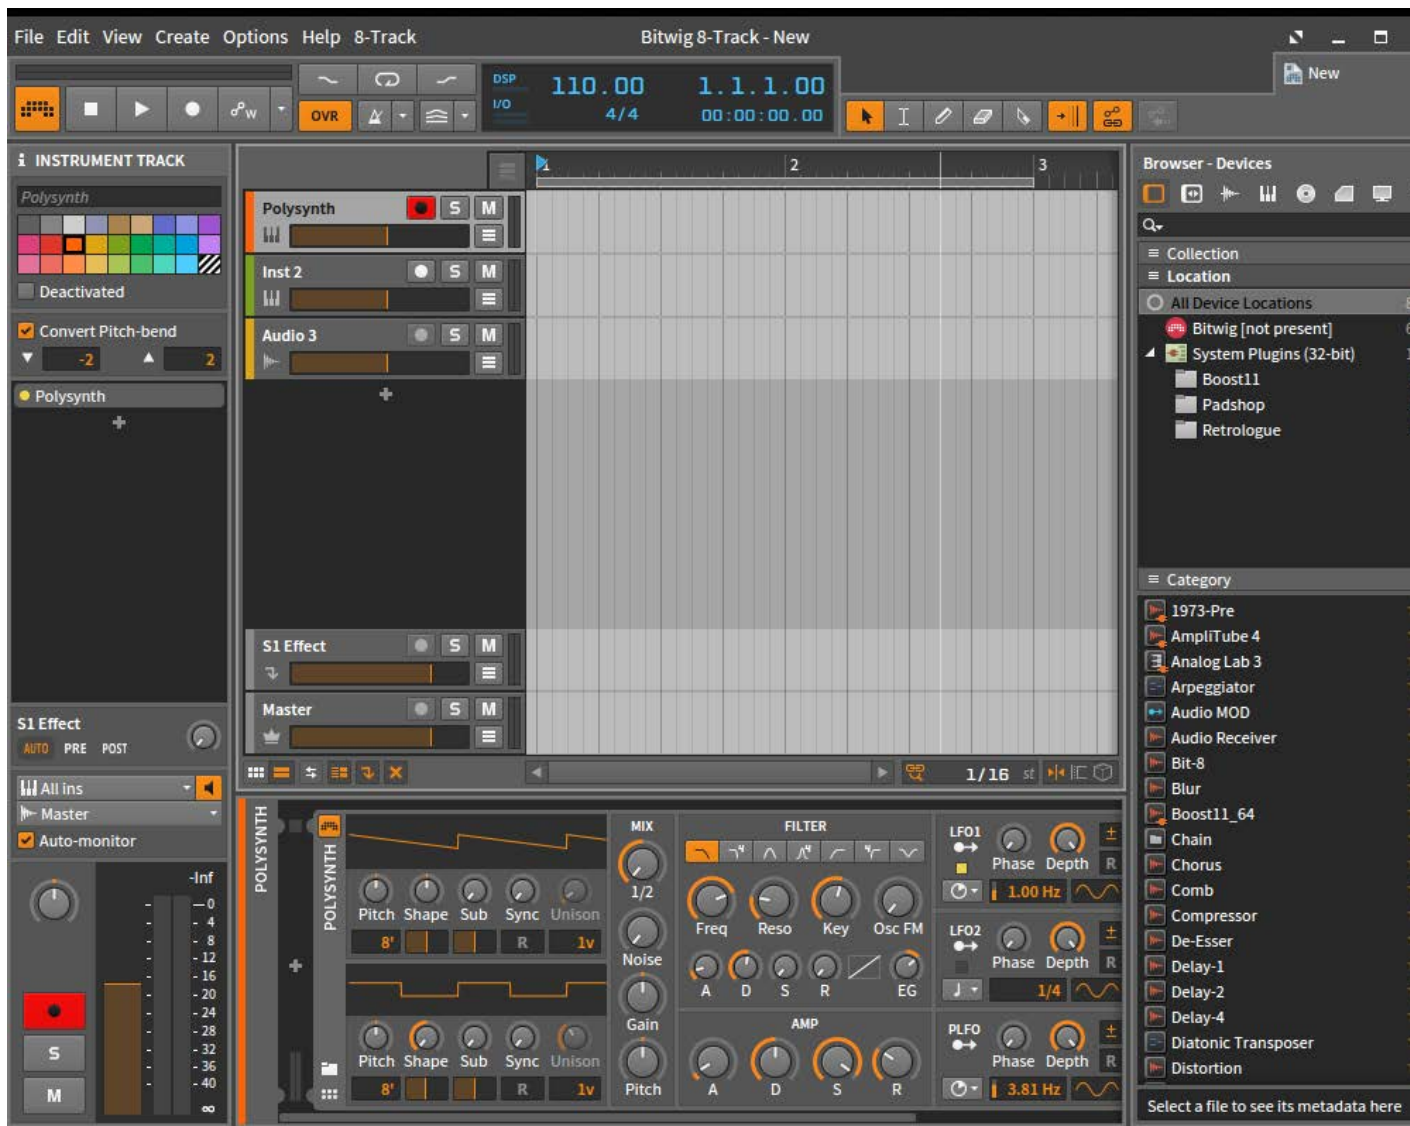 File Edit View Create Options Help 8-Track
Bitwig 8-Track - New
New
OVR
DSP
I/O
110.00
4/4
1.1.1.00
00:00:00.00
W
i INSTRUMENT TRACK
Polysynth
Deactivated
Convert Pitch-bend
-2
2
Polysynth
S1 Effect
AUTO PRE POST
All ins
Master
Auto-monitor
-Inf
0
4
8
12
16
20
24
28
32
36
40
∞
S
M
1
2
3
Polysynth S M
Inst 2 S M
Audio 3 S M
S1 Effect S M
Master S M
1/16 st
POLYSYNTH
POLYSYNTH
Pitch Shape Sub Sync Unison
8' R 1v
Pitch Shape Sub Sync Unison
8' R 1v
MIX
1/2
Noise
Gain
Pitch
FILTER
Freq Reso Key Osc FM
A D S R EG
AMP
A D S R
LFO1
Phase Depth R
1.00 Hz
LFO2
Phase Depth R
1/4
PLFO
Phase Depth R
3.81 Hz
Browser - Devices
Collection
Location
All Device Locations
Bitwig [not present]
System Plugins (32-bit)
Boost11
Padshop
Retrologue
Category
1973-Pre
AmpliTube 4
Analog Lab 3
Arpeggiator
Audio MOD
Audio Receiver
Bit-8
Blur
Boost11_64
Chain
Chorus
Comb
Compressor
De-Esser
Delay-1
Delay-2
Delay-4
Diatonic Transposer
Distortion
Select a file to see its metadata here